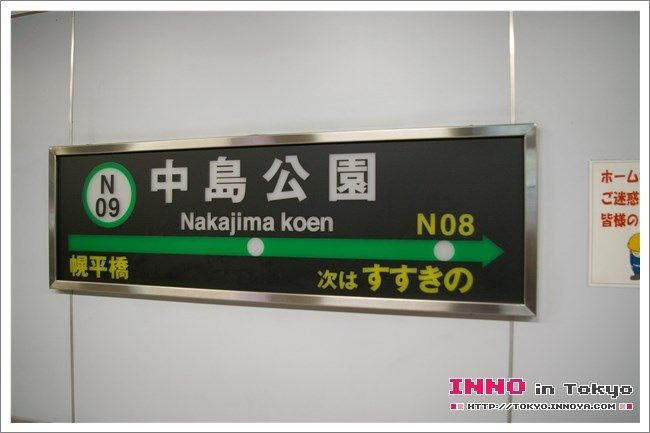 N
09
中島公園
Nakajima koen
N08
幌平橋
次は すすきの
ホーム
ご迷惑
皆様の
INNO in Tokyo
HTTP://TOKYO.INNOYA.COM